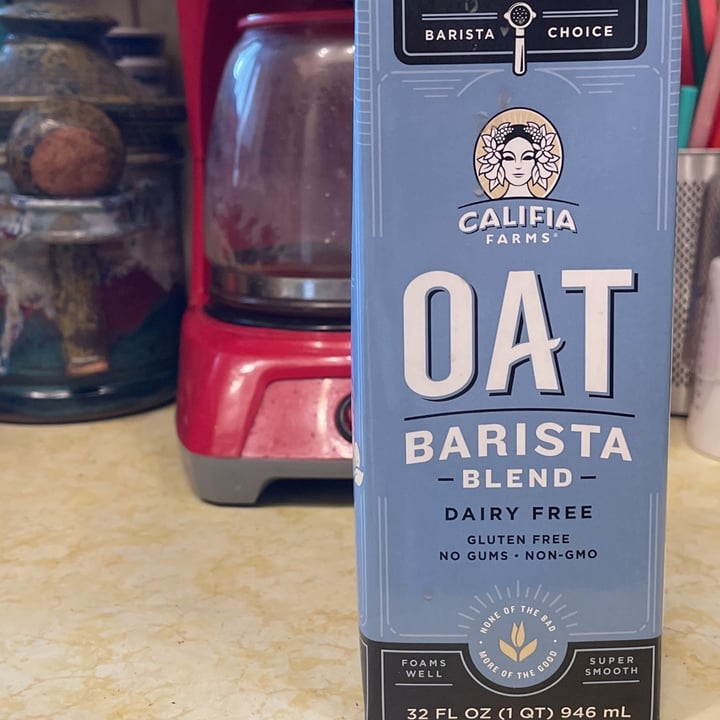 BARISTA CHOICE
CALIFIA
FARMS®
OAT
BARISTA
BLEND
DAIRY FREE
GLUTEN FREE
NO GUMS • NON-GMO
NONE OF THE BAD
MORE OF THE GOOD
FOAMS
WELL
SUPER
SMOOTH
32 FL OZ (1 QT) 946 mL